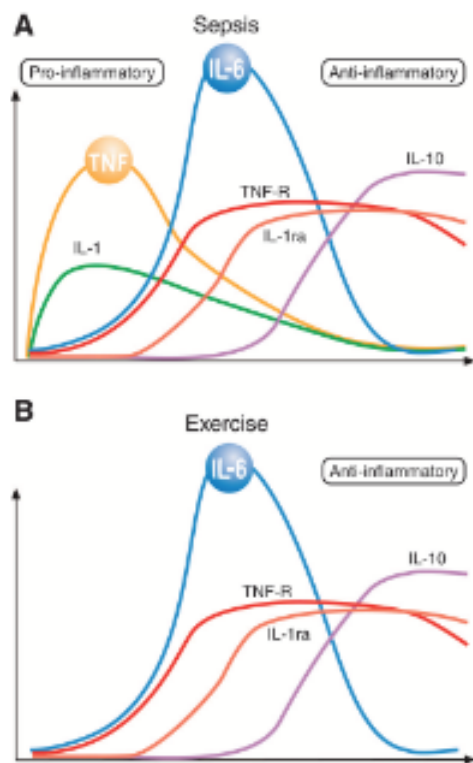 A
Sepsis
Pro-inflammatory
IL-6
Anti-inflammatory
TNF
IL-10
TNF-R
IL-1
IL-1ra
B
Exercise
IL-6
Anti-inflammatory
IL-10
TNF-R
IL-1ra